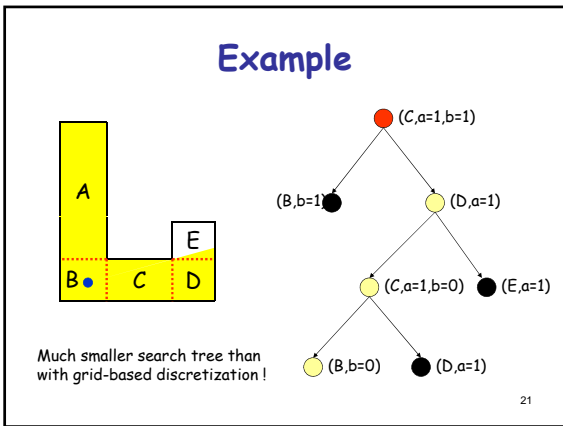 Example
A
E
B
C
D
(C,a=1,b=1)
(B,b=1)
(D,a=1)
(C,a=1,b=0)
(E,a=1)
(B,b=0)
(D,a=1)
Much smaller search tree than
with grid-based discretization !
21